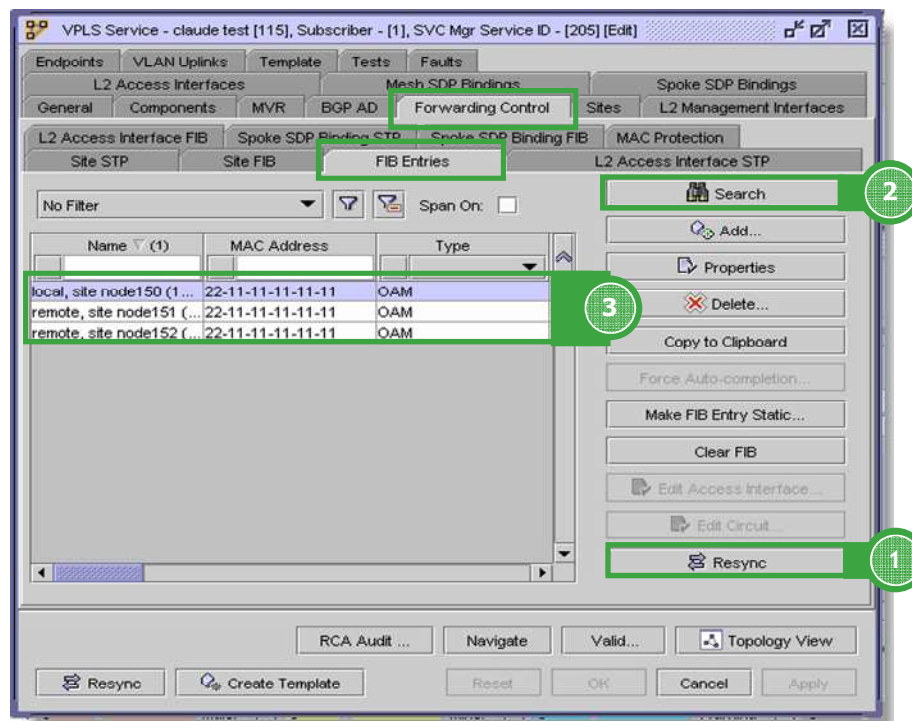 VPLS Service - claude test [115], Subscriber - [1], SVC Mgr Service ID - [205] [Edit]
Endpoints VLAN Uplinks Template Tests Faults
L2 Access Interfaces Mesh SDP Bindings Spoke SDP Bindings
General Components MVR BGP AD Forwarding Control Sites L2 Management Interfaces
L2 Access Interface FIB Spoke SDP Binding STP Spoke SDP Binding FIB MAC Protection
Site STP Site FIB FIB Entries L2 Access Interface STP
No Filter Span On:
Search
2
Add...
Name (1) MAC Address Type
Properties
local, site node150 (1... 22-11-11-11-11-11 OAM
remote, site node151 (... 22-11-11-11-11-11 OAM
remote, site node152 (... 22-11-11-11-11-11 OAM
3
Delete...
Copy to Clipboard
Force Auto-completion...
Make FIB Entry Static...
Clear FIB
Edit Access Interface...
Edit Circuit...
Resync
1
RCA Audit ... Navigate Valid... Topology View
Resync Create Template Reset OK Cancel Apply